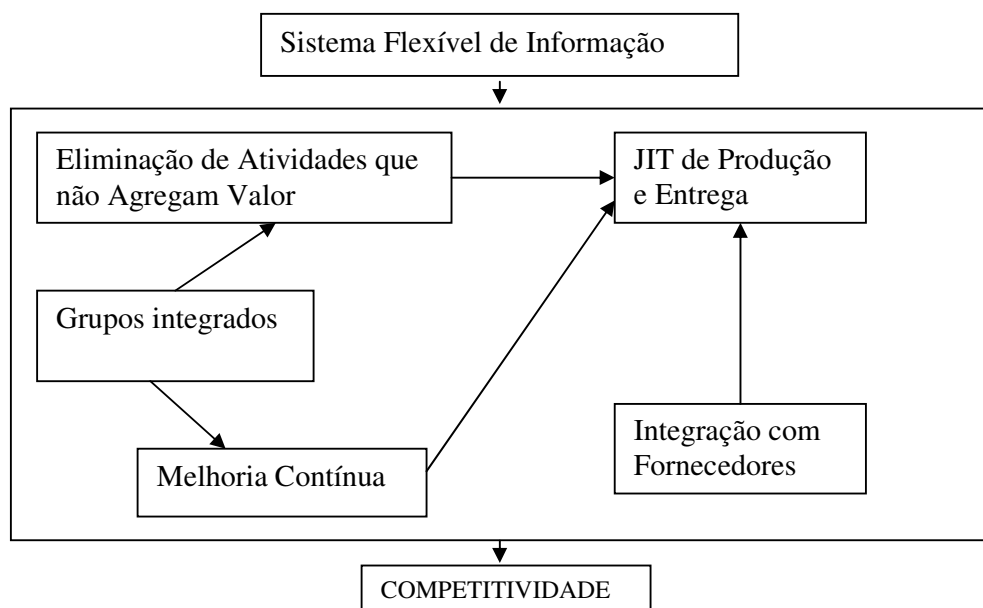 Sistema Flexível de Informação
Eliminação de Atividades que
não Agregam Valor
JIT de Produção
e Entrega
Grupos integrados
Integração com
Fornecedores
Melhoria Contínua
COMPETITIVIDADE